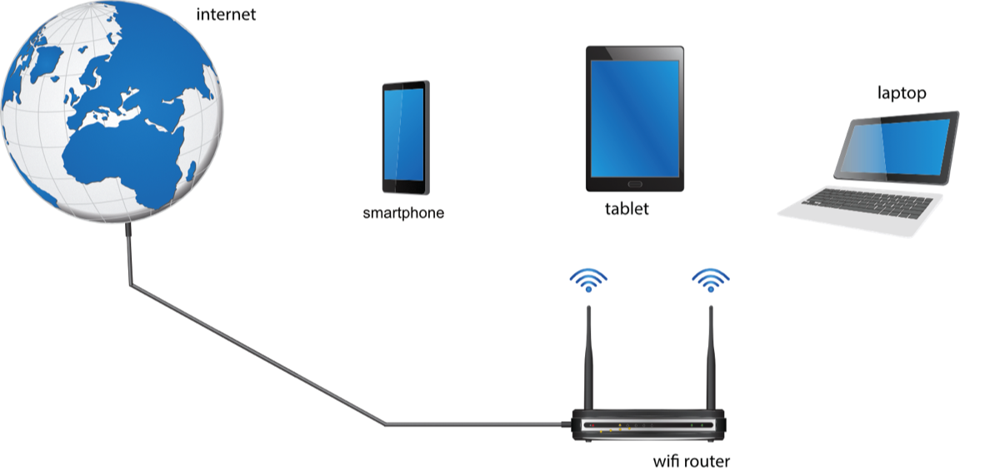 internet
laptop
smartphone
tablet
wifi router